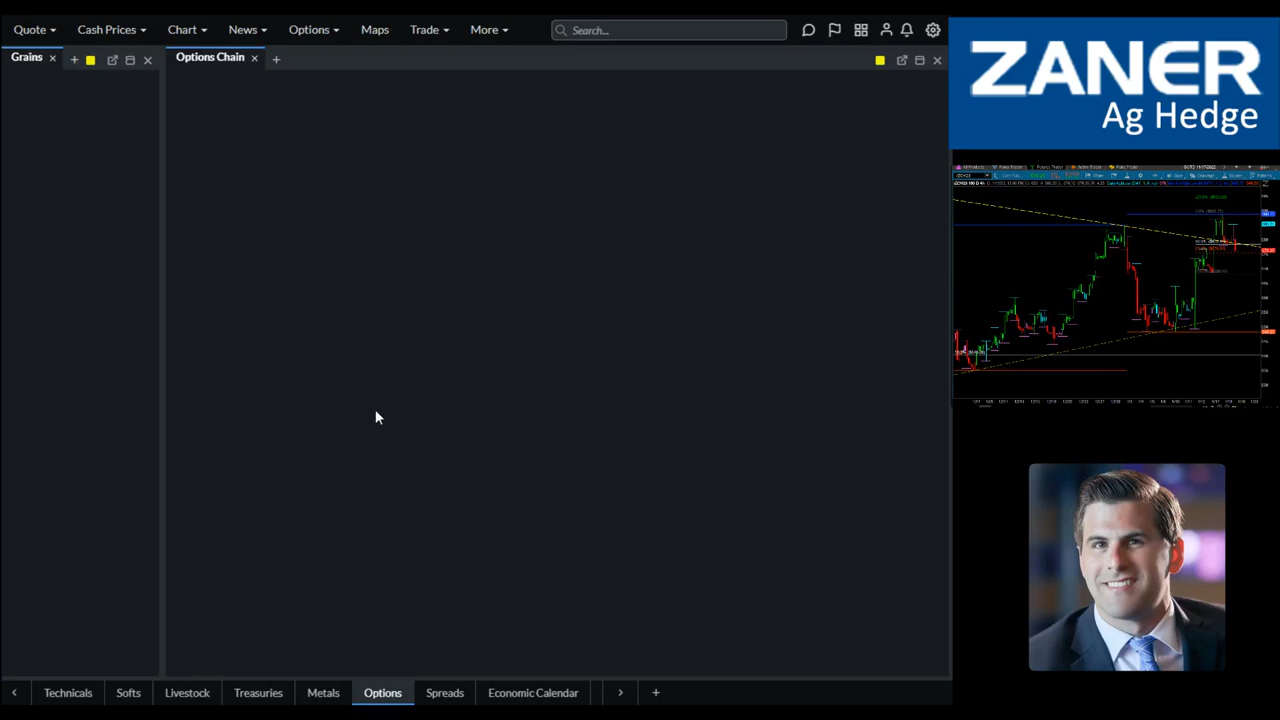 Quote Cash Prices Chart News Options Maps Trade More Search...
Grains Options Chain
ZANER
Ag Hedge
Technicals Softs Livestock Treasuries Metals Options Spreads Economic Calendar